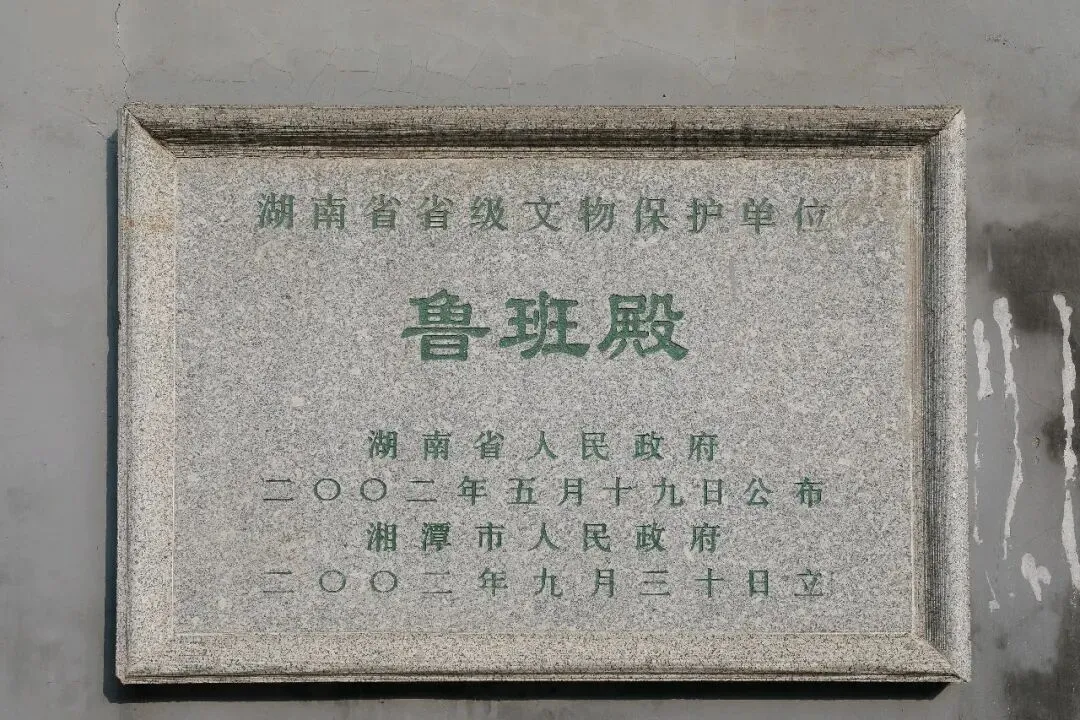 湖南省省级文物保护单位
鲁班殿
湖南省人民政府
二〇〇二年五月十九日公布
湘潭市人民政府
二〇〇二年九月三十日立